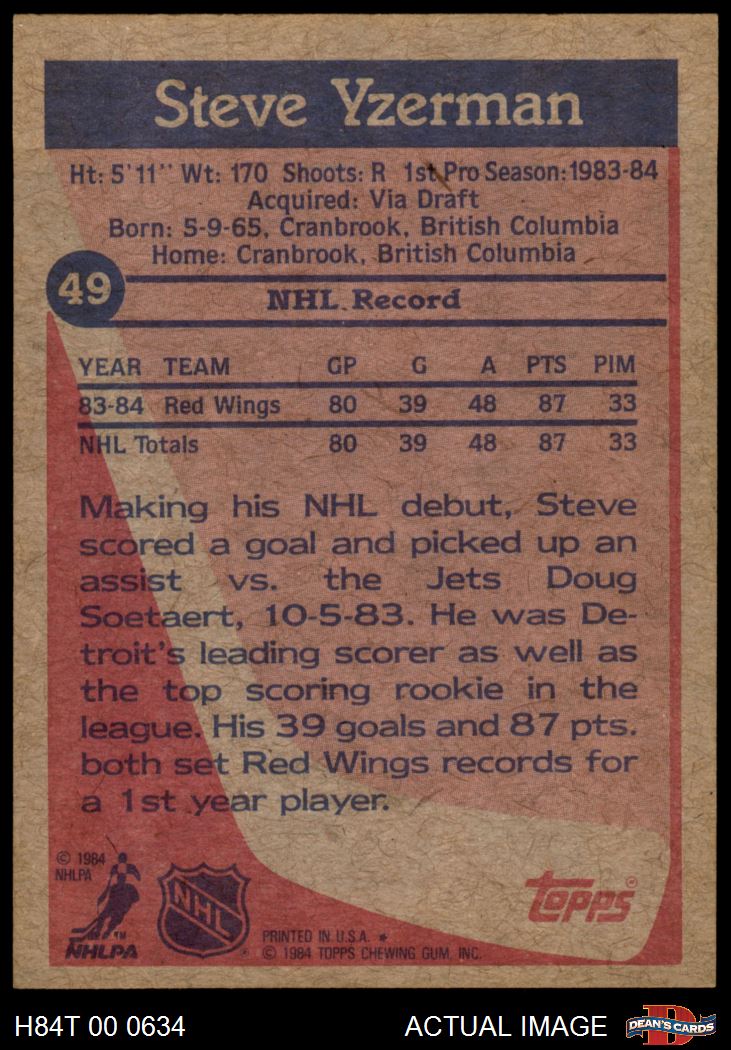 Steve Yzerman
Ht: 5'11" Wt: 170 Shoots: R 1st Pro Season: 1983-84
Acquired: Via Draft
Born: 5-9-65, Cranbrook, British Columbia
Home: Cranbrook, British Columbia
49
NHL Record
YEAR TEAM GP G A PTS PIM
83-84 Red Wings 80 39 48 87 33
NHL Totals 80 39 48 87 33
Making his NHL debut, Steve
scored a goal and picked up an
assist vs. the Jets Doug
Soetaert, 10-5-83. He was De-
troit's leading scorer as well as
the top scoring rookie in the
league. His 39 goals and 87 pts.
both set Red Wings records for
a 1st year player.
© 1984
NHLPA
TM
NHLPA
NHL
®
topps®
PRINTED IN U.S.A. *
© 1984 TOPPS CHEWING GUM, INC.
H84T 00 0634
ACTUAL IMAGE
D
DEAN'S CARDS